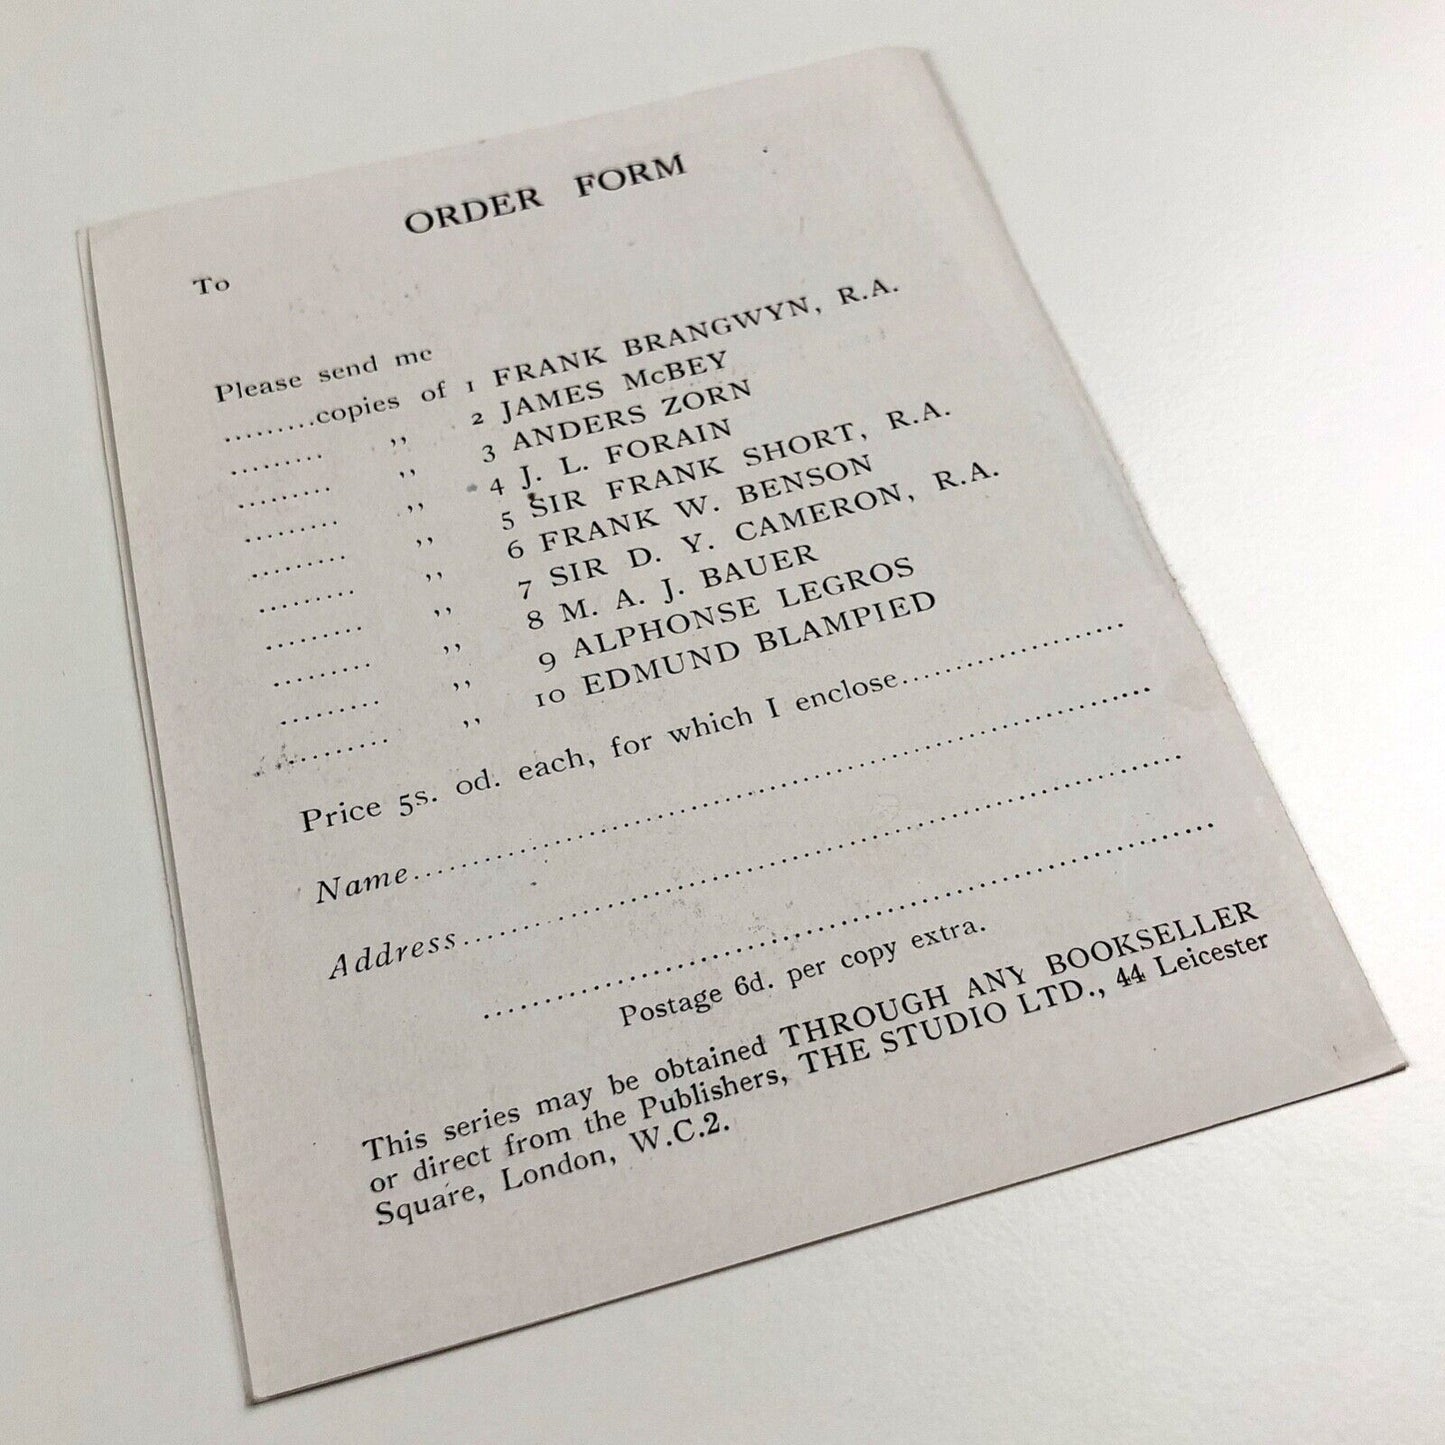 ORDER FORM
To
Please send me
.........copies of 1 FRANK BRANGWYN, R.A.
......... ,, 2 JAMES McBEY
......... ,, 3 ANDERS ZORN
......... ,, 4 J. L. FORAIN
......... ,, 5 SIR FRANK SHORT, R.A.
......... ,, 6 FRANK W. BENSON
......... ,, 7 SIR D. Y. CAMERON, R.A.
......... ,, 8 M. A. J. BAUER
......... ,, 9 ALPHONSE LEGROS
......... ,, 10 EDMUND BLAMPIED
Price 5s. 0d. each, for which I enclose.....................
Name......................................................................
Address...................................................................
......................................................................
Postage 6d. per copy extra.
This series may be obtained THROUGH ANY BOOKSELLER
or direct from the Publishers, THE STUDIO LTD., 44 Leicester
Square, London, W.C.2.